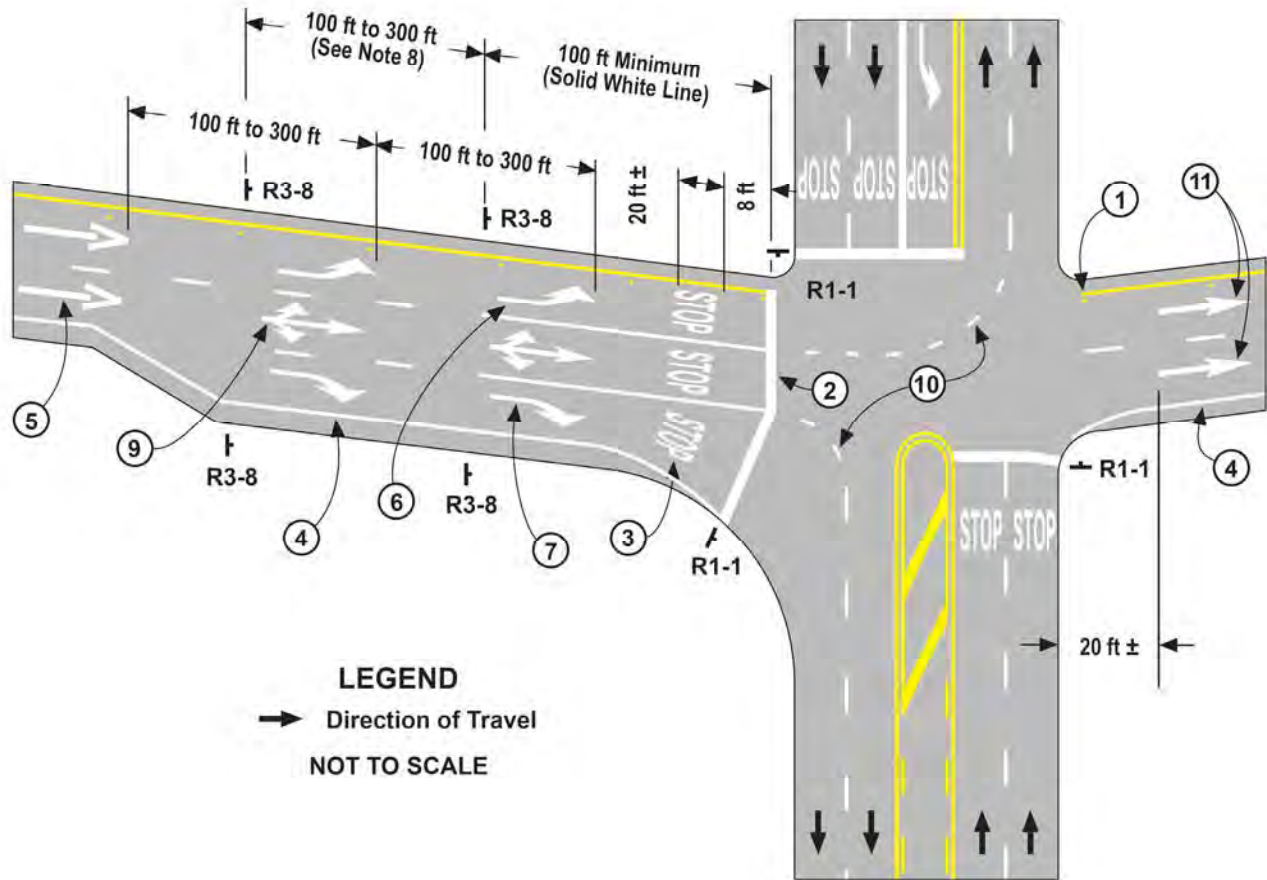 100 ft to 300 ft
(See Note 8)
100 ft Minimum
(Solid White Line)
100 ft to 300 ft
100 ft to 300 ft
20 ft ±
8 ft
R3-8
R3-8
R1-1
STOP
STOP
STOP
1
11
STOP
STOP
STOP
2
10
5
9
6
4
R3-8
R3-8
4
7
3
R1-1
R1-1
STOP
STOP
20 ft ±
LEGEND
Direction of Travel
NOT TO SCALE